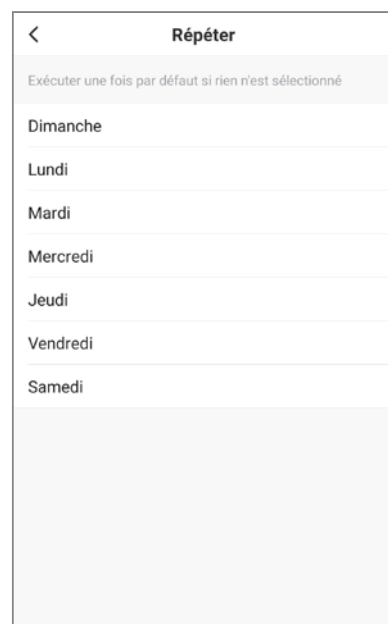 Répéter
Exécuter une fois par défaut si rien n'est sélectionné
Dimanche
Lundi
Mardi
Mercredi
Jeudi
Vendredi
Samedi